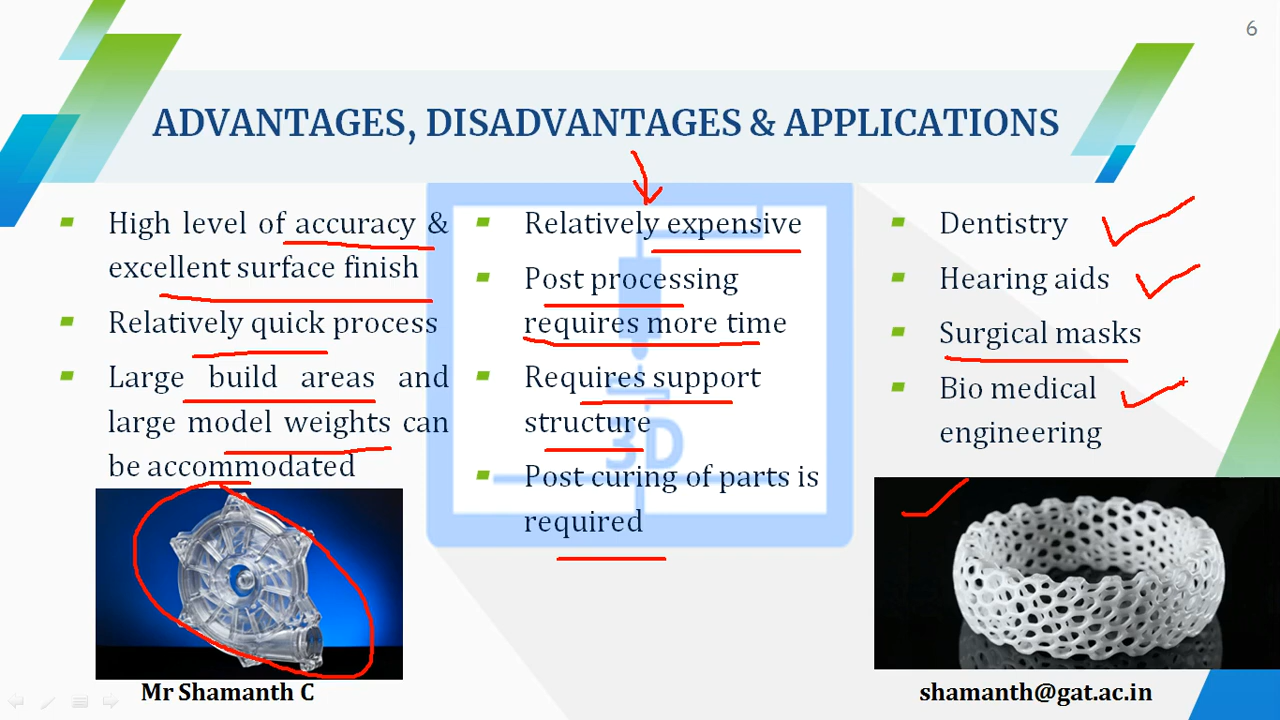 6
ADVANTAGES, DISADVANTAGES & APPLICATIONS
High level of accuracy &
excellent surface finish
Relatively quick process
Large build areas and
large model weights can
be accommodated
Relatively expensive
Post processing
requires more time
Requires support
structure
Post curing of parts is
required
3D
Dentistry
Hearing aids
Surgical masks
Bio medical
engineering
Mr Shamanth C
shamanth@gat.ac.in